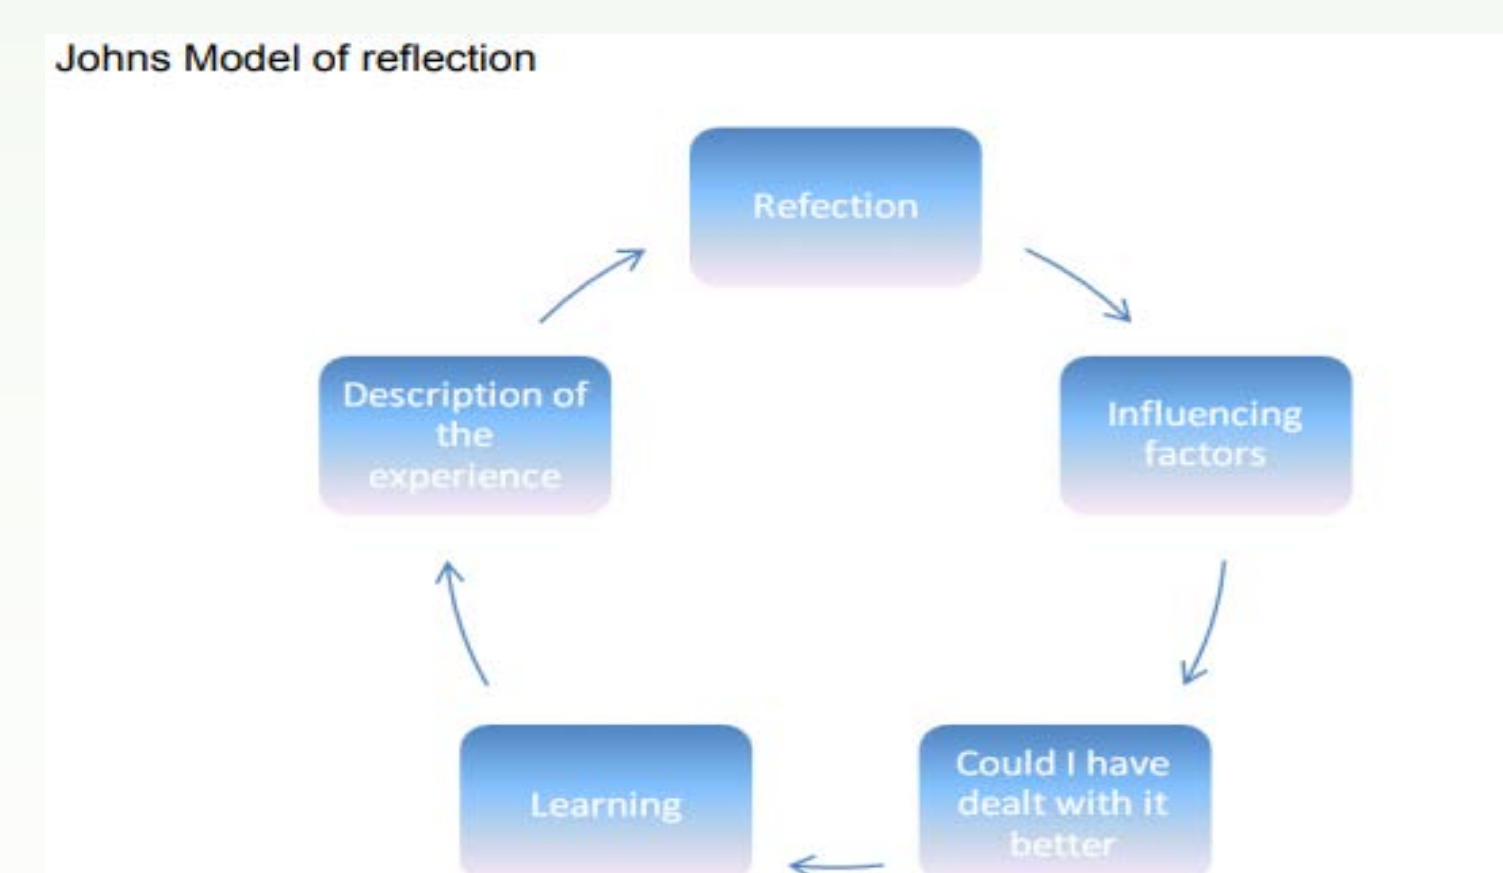 Johns Model of reflection
Refection
Influencing
factors
Could I have
dealt with it
better
Learning
Description of
the
experience